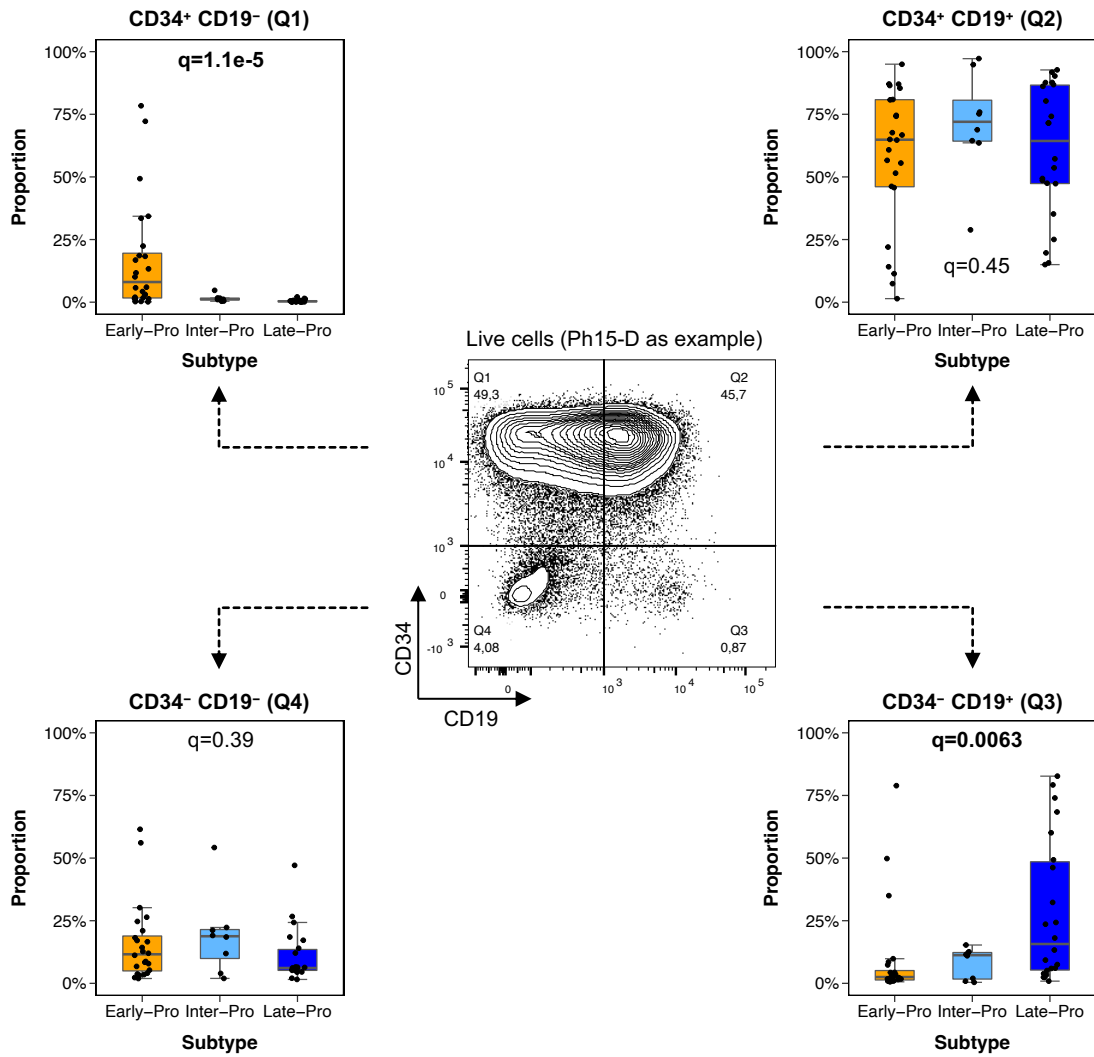 CD34⁺ CD19⁻ (Q1)
q=1.1e-5
100%
75%
50%
25%
0%
Proportion
Early−Pro Inter−Pro Late−Pro
Subtype
CD34⁺ CD19⁺ (Q2)
100%
75%
50%
25%
0%
Proportion
q=0.45
Early−Pro Inter−Pro Late−Pro
Subtype
Live cells (Ph15-D as example)
Q1
49,3
Q2
45,7
10⁵
10⁴
10³
0
-10³
Q4
4,08
Q3
0,87
0 10³ 10⁴ 10⁵
CD34
CD19
CD34⁻ CD19⁻ (Q4)
q=0.39
100%
75%
50%
25%
0%
Proportion
Early−Pro Inter−Pro Late−Pro
Subtype
CD34⁻ CD19⁺ (Q3)
q=0.0063
100%
75%
50%
25%
0%
Proportion
Early−Pro Inter−Pro Late−Pro
Subtype